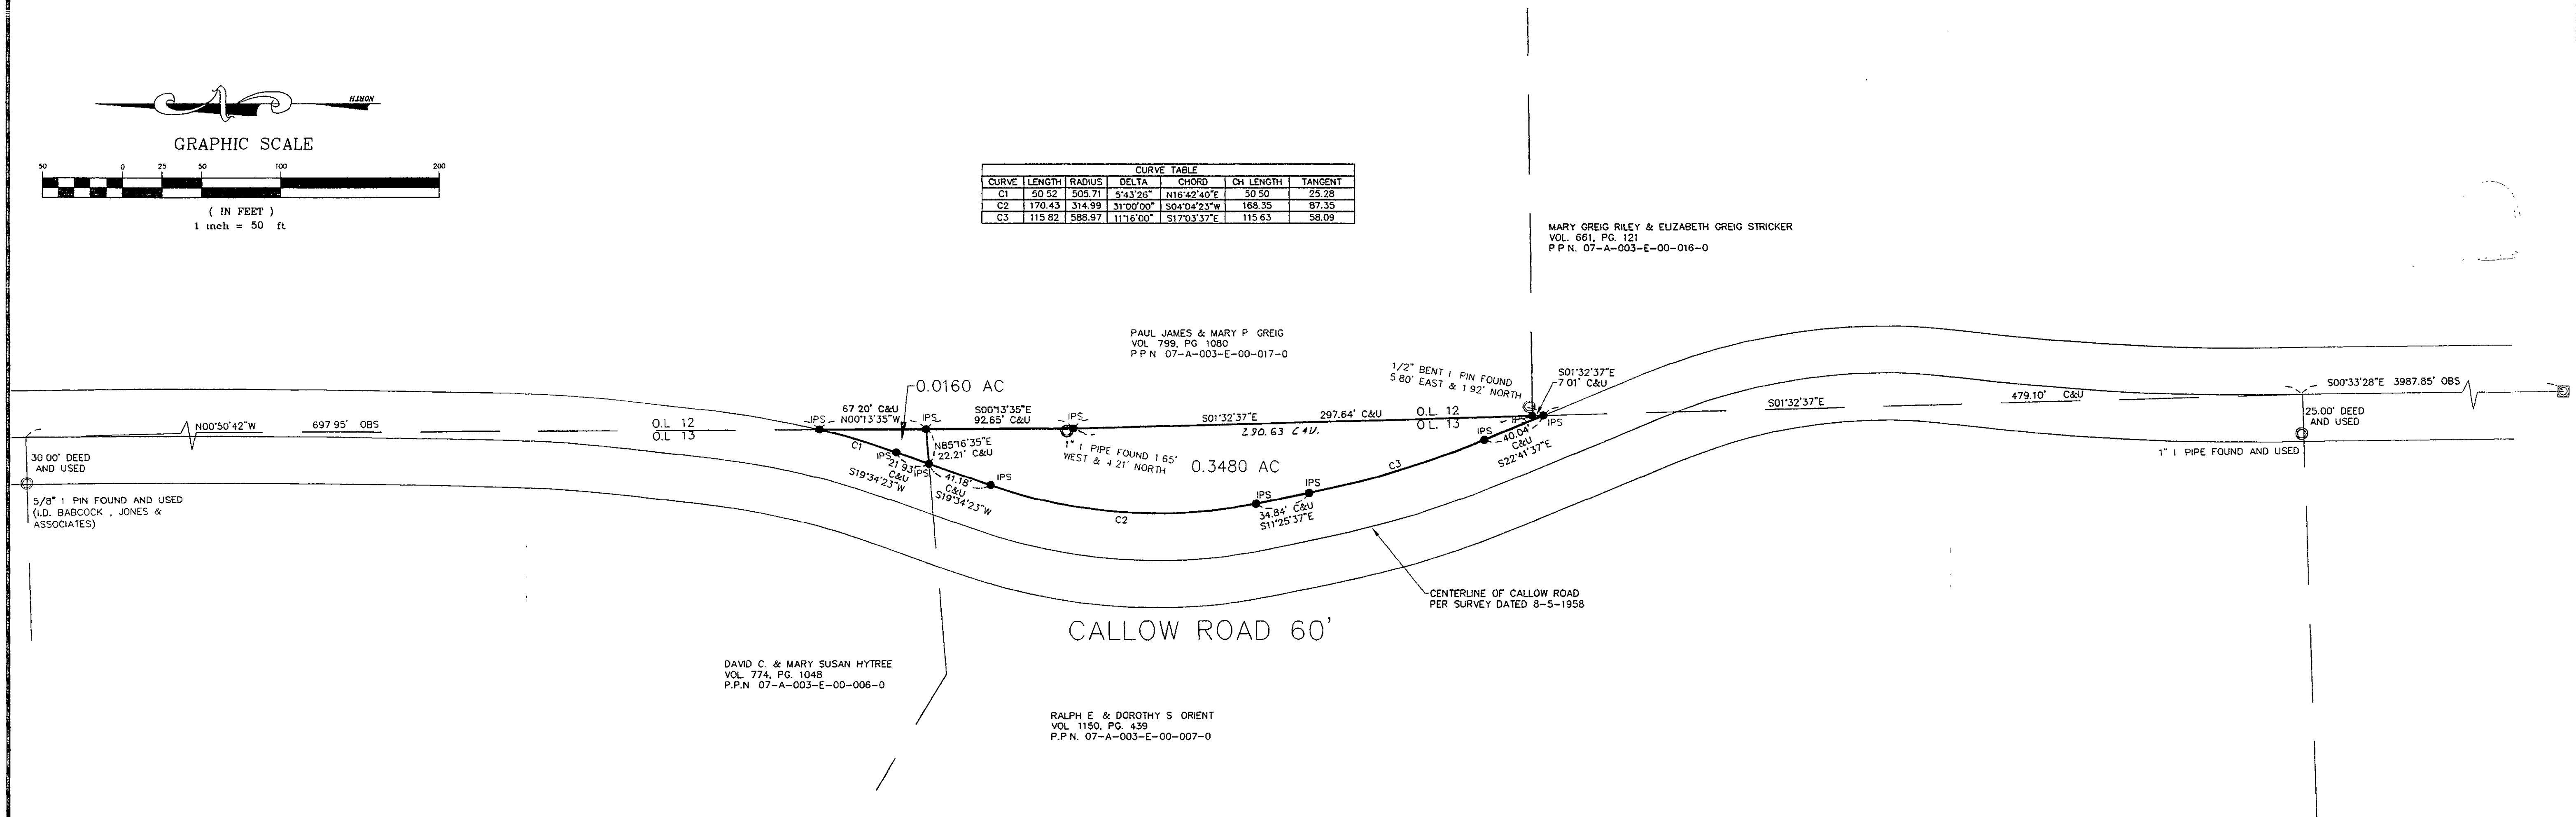 NORTH
GRAPHIC SCALE
50 0 25 50 100 200
( IN FEET )
1 inch = 50 ft
CURVE TABLE
CURVE LENGTH RADIUS DELTA CHORD CH LENGTH TANGENT
C1 50 52 505.71 5°43'26" N16°42'40"E 50 50 25.28
C2 170.43 314.99 31°00'00" S04°04'23"W 168.35 87.35
C3 115 82 588.97 11°16'00" S17°03'37"E 115 63 58.09
MARY GREIG RILEY & ELIZABETH GREIG STRICKER
VOL. 661, PG. 121
P P N. 07-A-003-E-00-016-0
PAUL JAMES & MARY P GREIG
VOL 799, PG 1080
P P N 07-A-003-E-00-017-0
1/2" BENT I PIN FOUND
5 80' EAST & 1 92' NORTH
S01°32'37"E
7 01' C&U
0.0160 AC
N00°50'42"W 697 95' OBS
O.L 12
O.L 13
IPS
67 20' C&U
N00°13'35"W
IPS
S00°13'35"E
92.65' C&U
IPS
S01°32'37"E 297.64' C&U
290.63 C&U.
O.L. 12
O L. 13
IPS
IPS
S01°32'37"E 479.10' C&U
S00°33'28"E 3987.85' OBS
25.00' DEED
AND USED
1" I PIPE FOUND AND USED
30 00' DEED
AND USED
5/8" I PIN FOUND AND USED
(I.D. BABCOCK , JONES &
ASSOCIATES)
C1
IPS
21 93'
C&U
S19°34'23"W
N85°16'35"E
22.21' C&U
IPS
41.18'
C&U
S19°34'23"W
IPS
1" I PIPE FOUND 1 65'
WEST & 4 21' NORTH
0.3480 AC
C2
IPS
34.84' C&U
S11°25'37"E
IPS
C3
IPS
40.04'
C&U
S22°41'37"E
CENTERLINE OF CALLOW ROAD
PER SURVEY DATED 8-5-1958
CALLOW ROAD 60'
DAVID C. & MARY SUSAN HYTREE
VOL. 774, PG. 1048
P.P.N 07-A-003-E-00-006-0
RALPH E & DOROTHY S ORIENT
VOL 1150, PG. 439
P.P N. 07-A-003-E-00-007-0